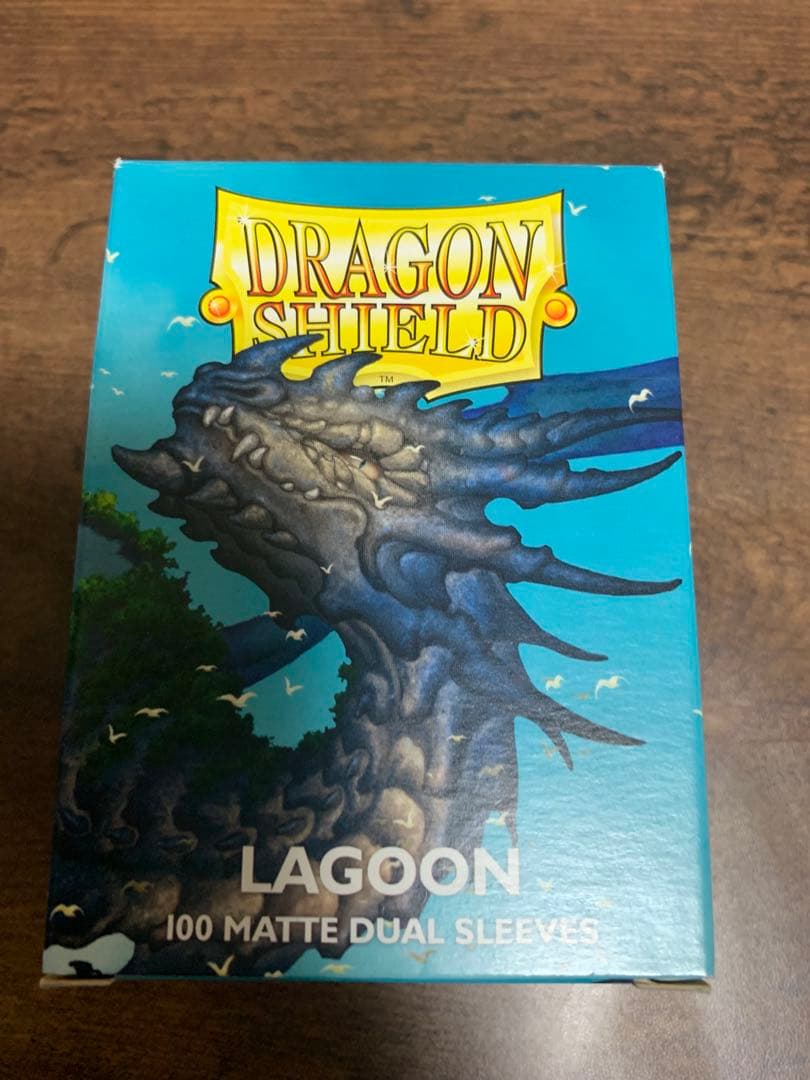 DRAGON
SHIELD
TM
LAGOON
100 MATTE DUAL SLEEVES